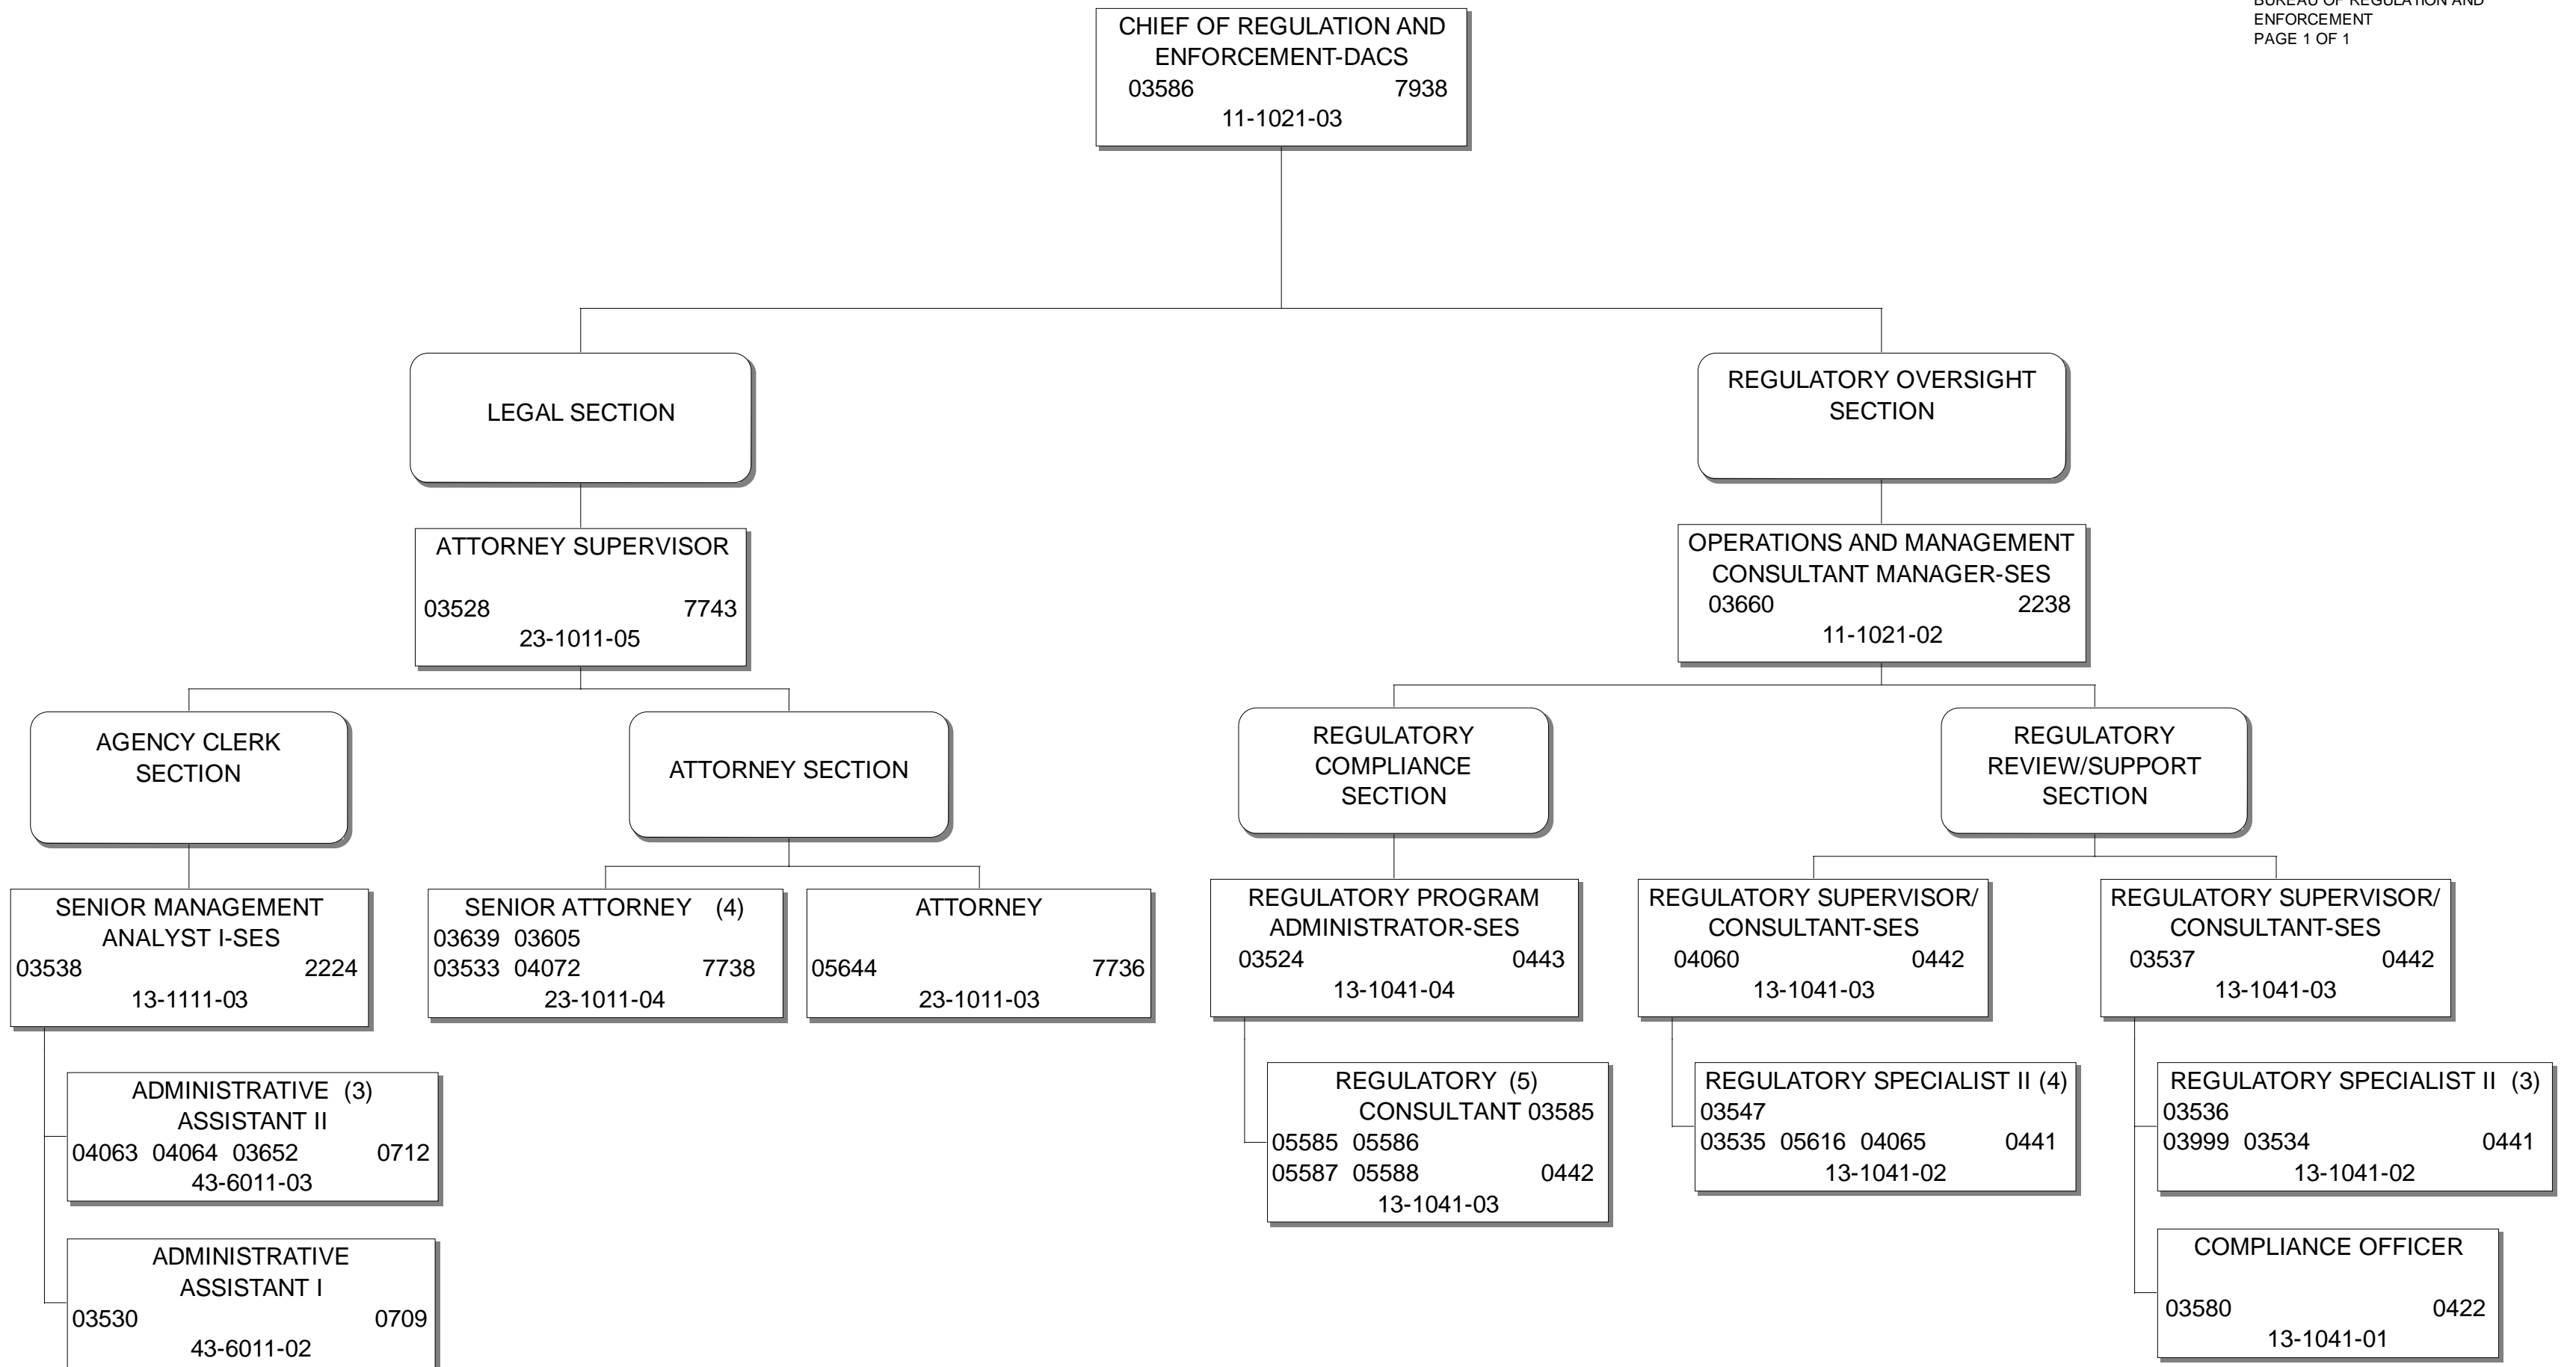 BUREAU OF REGULATION AND
ENFORCEMENT
PAGE 1 OF 1
CHIEF OF REGULATION AND
ENFORCEMENT-DACS
03586 7938
11-1021-03
LEGAL SECTION
REGULATORY OVERSIGHT
SECTION
ATTORNEY SUPERVISOR
03528 7743
23-1011-05
OPERATIONS AND MANAGEMENT
CONSULTANT MANAGER-SES
03660 2238
11-1021-02
AGENCY CLERK
SECTION
ATTORNEY SECTION
REGULATORY
COMPLIANCE
SECTION
REGULATORY
REVIEW/SUPPORT
SECTION
SENIOR MANAGEMENT
ANALYST I-SES
03538 2224
13-1111-03
SENIOR ATTORNEY (4)
03639 03605
03533 04072 7738
23-1011-04
ATTORNEY
05644 7736
23-1011-03
REGULATORY PROGRAM
ADMINISTRATOR-SES
03524 0443
13-1041-04
REGULATORY SUPERVISOR/
CONSULTANT-SES
04060 0442
13-1041-03
REGULATORY SUPERVISOR/
CONSULTANT-SES
03537 0442
13-1041-03
ADMINISTRATIVE (3)
ASSISTANT II
04063 04064 03652 0712
43-6011-03
REGULATORY (5)
CONSULTANT 03585
05585 05586
05587 05588 0442
13-1041-03
REGULATORY SPECIALIST II (4)
03547
03535 05616 04065 0441
13-1041-02
REGULATORY SPECIALIST II (3)
03536
03999 03534 0441
13-1041-02
ADMINISTRATIVE
ASSISTANT I
03530 0709
43-6011-02
COMPLIANCE OFFICER
03580 0422
13-1041-01